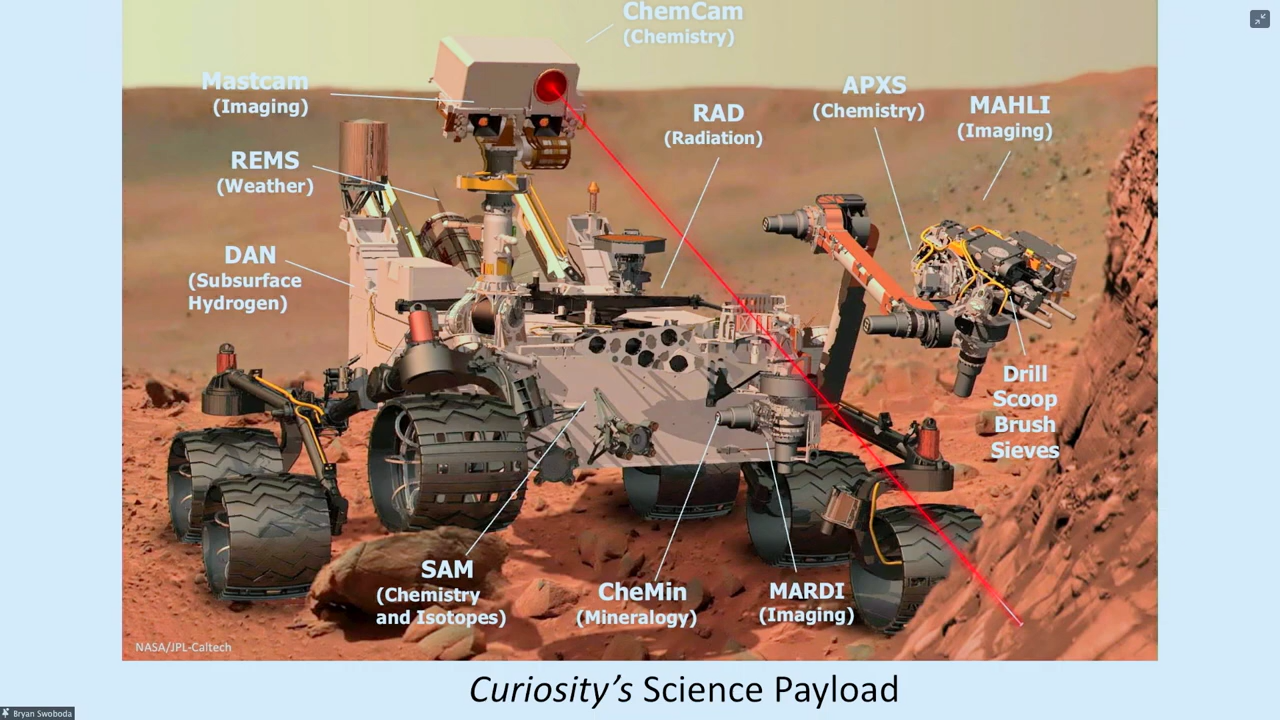 ChemCam
(Chemistry)
Mastcam
(Imaging)
APXS
(Chemistry)
MAHLI
(Imaging)
RAD
(Radiation)
REMS
(Weather)
DAN
(Subsurface
Hydrogen)
Drill
Scoop
Brush
Sieves
SAM
(Chemistry
and Isotopes)
CheMin
(Mineralogy)
MARDI
(Imaging)
NASA/JPL-Caltech
Curiosity's Science Payload
Bryan Swoboda